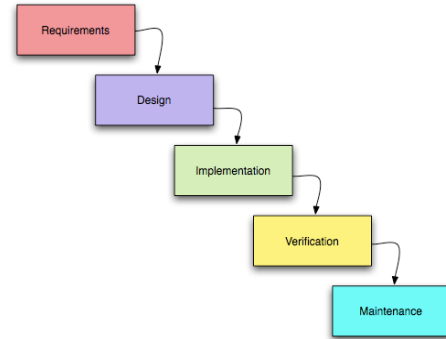 Requirements
Design
Implementation
Verification
Maintenance